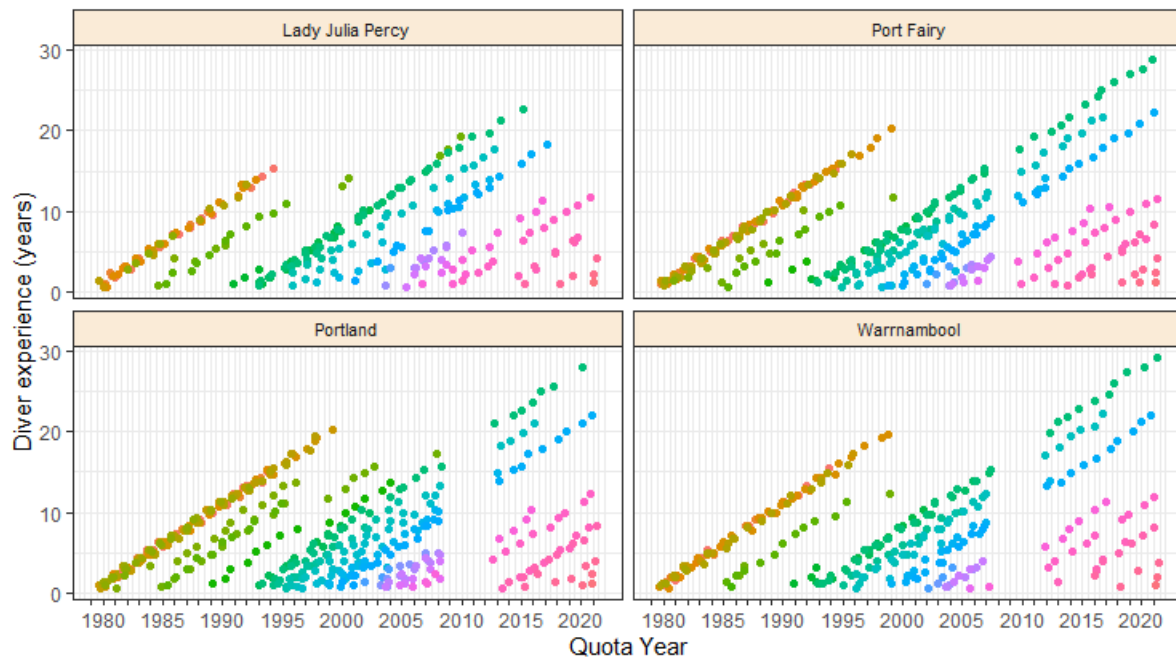 Lady Julia Percy
Port Fairy
30
20
10
0
Portland
Warrnambool
30
20
10
0
Diver experience (years)
1980 1985 1990 1995 2000 2005 2010 2015 2020
1980 1985 1990 1995 2000 2005 2010 2015 2020
Quota Year